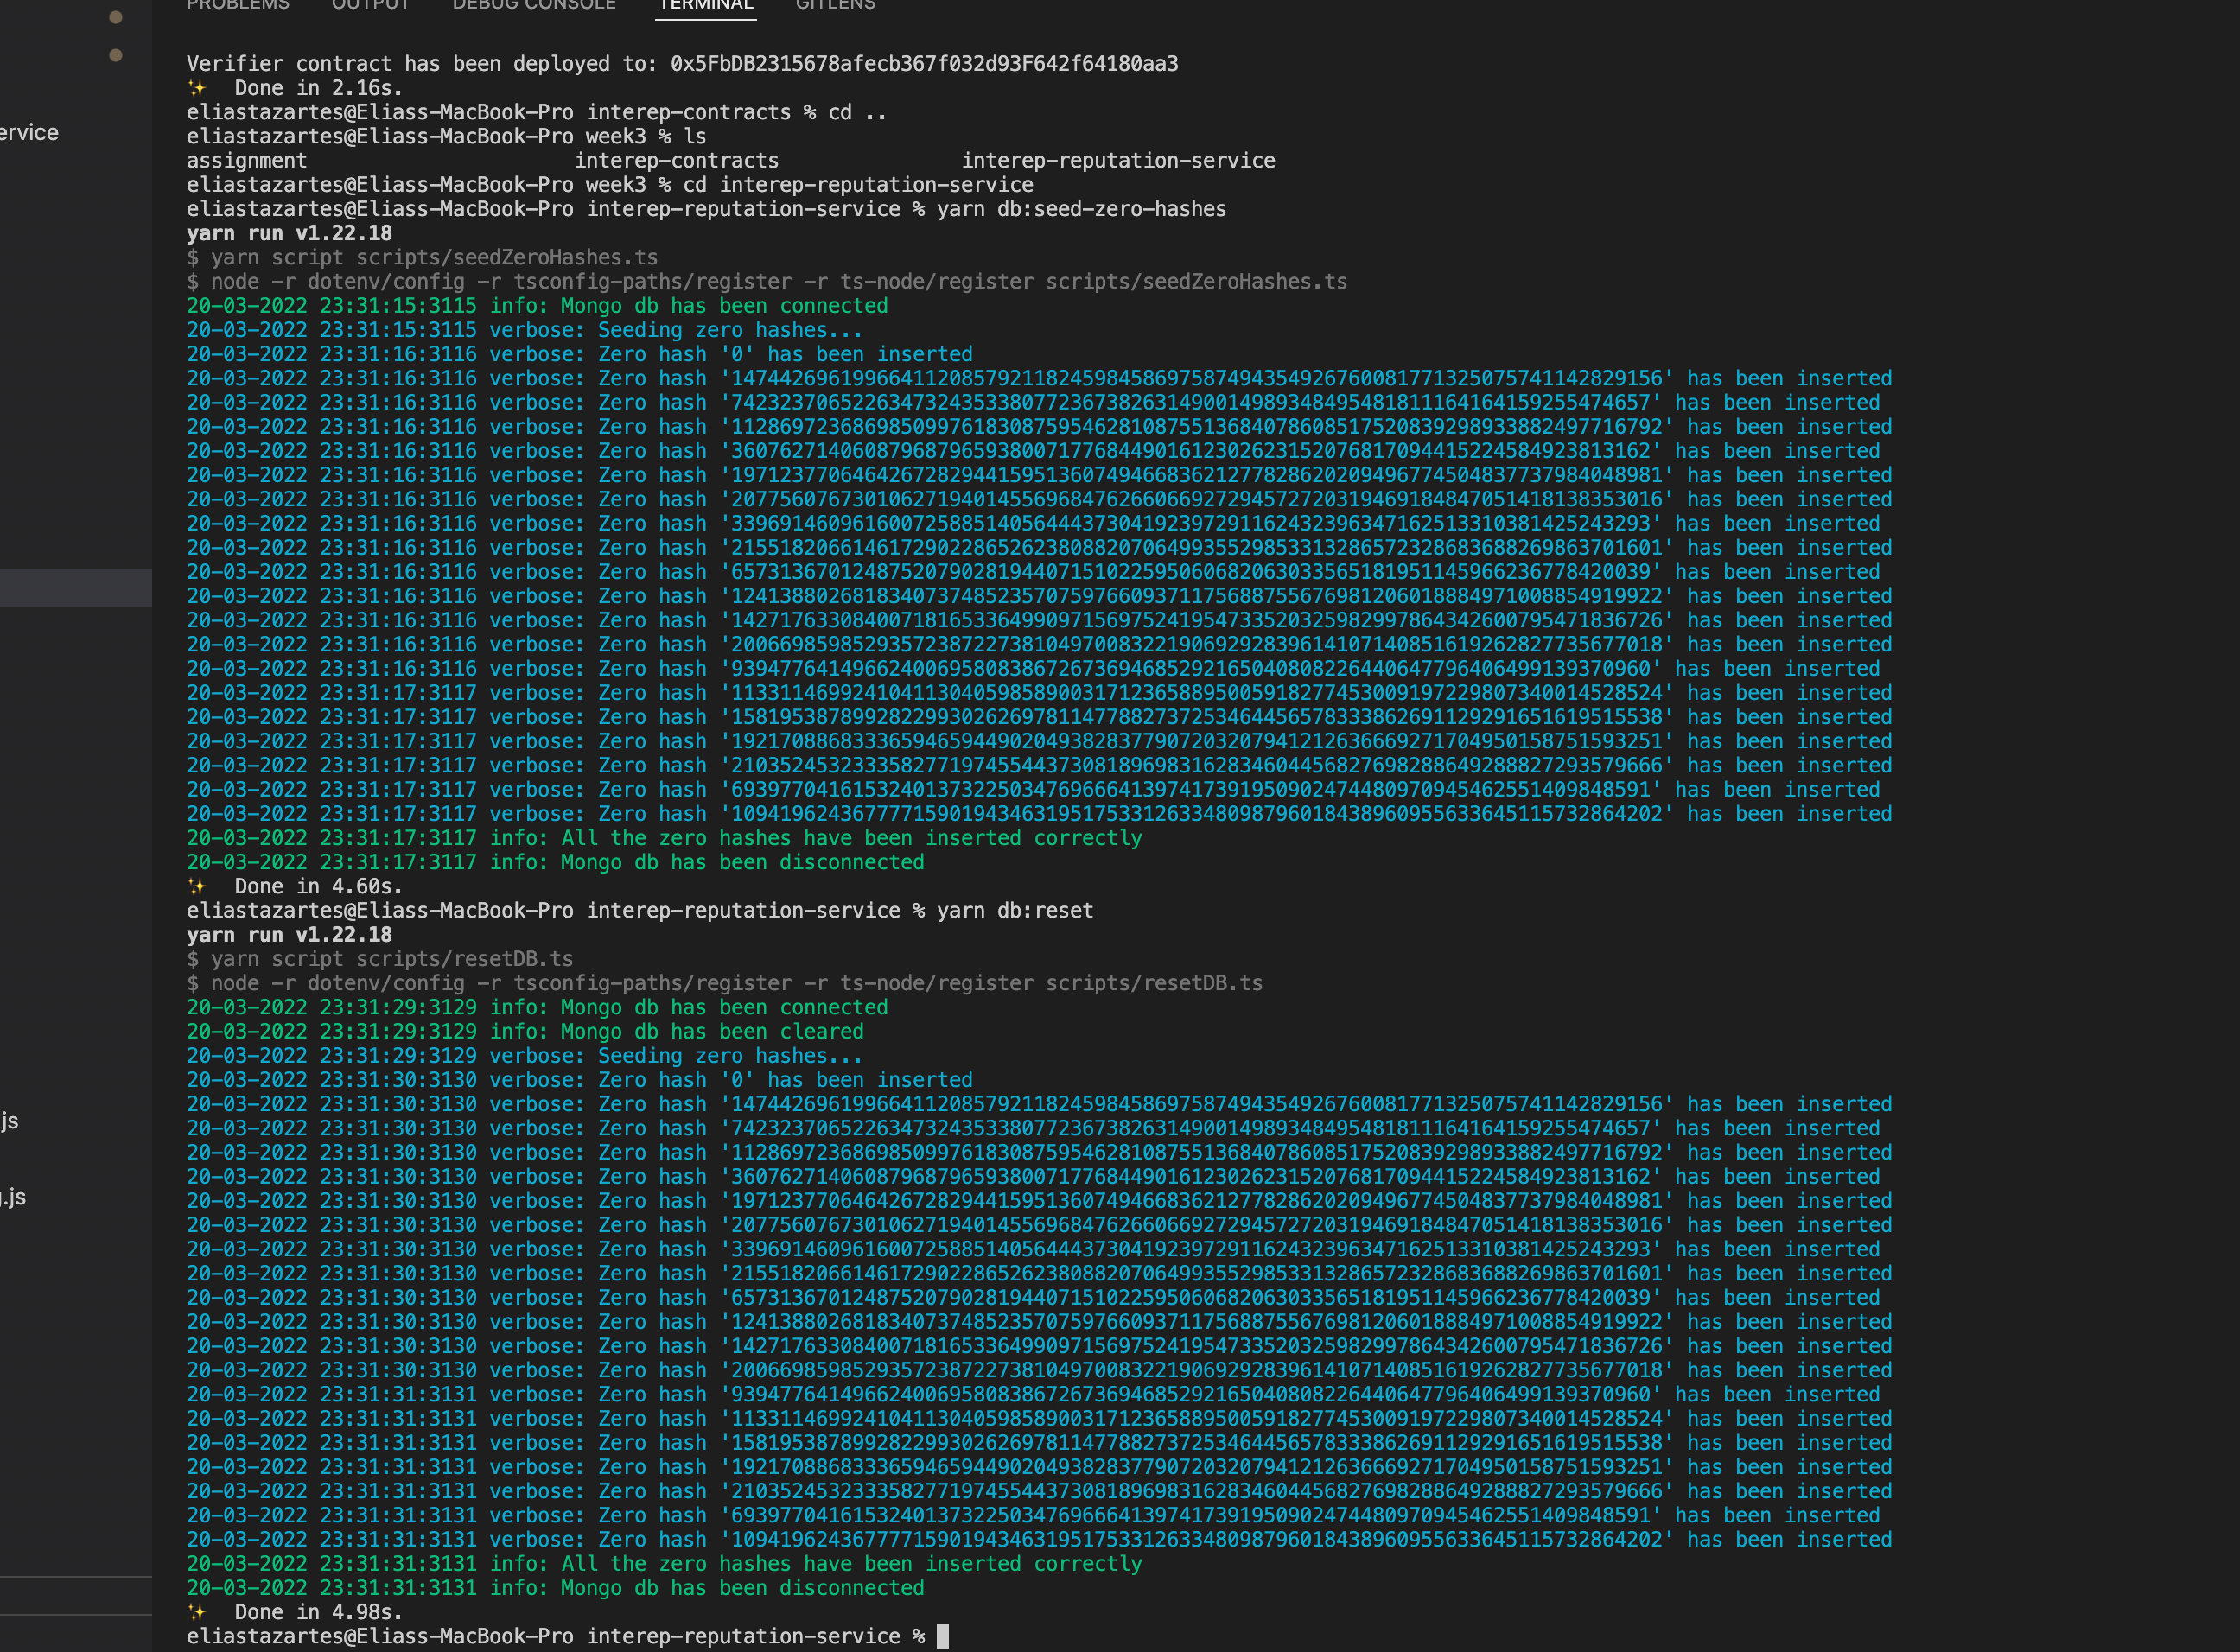 PROBLEMS OUTPUT DEBUG CONSOLE TERMINAL GITLENS
Verifier contract has been deployed to: 0x5FbDB2315678afecb367f032d93F642f64180aa3
✨ Done in 2.16s.
eliastazartes@Eliass-MacBook-Pro interep-contracts % cd ..
ervice
eliastazartes@Eliass-MacBook-Pro week3 % ls
assignment interep-contracts interep-reputation-service
eliastazartes@Eliass-MacBook-Pro week3 % cd interep-reputation-service
eliastazartes@Eliass-MacBook-Pro interep-reputation-service % yarn db:seed-zero-hashes
yarn run v1.22.18
$ yarn script scripts/seedZeroHashes.ts
$ node -r dotenv/config -r tsconfig-paths/register -r ts-node/register scripts/seedZeroHashes.ts
20-03-2022 23:31:15:3115 info: Mongo db has been connected
20-03-2022 23:31:15:3115 verbose: Seeding zero hashes...
20-03-2022 23:31:16:3116 verbose: Zero hash '0' has been inserted
20-03-2022 23:31:16:3116 verbose: Zero hash '14744269619966411208579211824598458697587494354926760081771325075741142829156' has been inserted
20-03-2022 23:31:16:3116 verbose: Zero hash '7423237065226347324353380772367382631490014989348495481811164164159255474657' has been inserted
20-03-2022 23:31:16:3116 verbose: Zero hash '11286972368698509976183087595462810875513684078608517520839298933882497716792' has been inserted
20-03-2022 23:31:16:3116 verbose: Zero hash '3607627140608796879659380071776844901612302623152076817094415224584923813162' has been inserted
20-03-2022 23:31:16:3116 verbose: Zero hash '19712377064642672829441595136074946683621277828620209496774504837737984048981' has been inserted
20-03-2022 23:31:16:3116 verbose: Zero hash '20775607673010627194014556968476266066927294572720319469184847051418138353016' has been inserted
20-03-2022 23:31:16:3116 verbose: Zero hash '3396914609616007258851405644437304192397291162432396347162513310381425243293' has been inserted
20-03-2022 23:31:16:3116 verbose: Zero hash '21551820661461729022865262380882070649935529853313286572328683688269863701601' has been inserted
20-03-2022 23:31:16:3116 verbose: Zero hash '6573136701248752079028194407151022595060682063033565181951145966236778420039' has been inserted
20-03-2022 23:31:16:3116 verbose: Zero hash '12413880268183407374852357075976609371175688755676981206018884971008854919922' has been inserted
20-03-2022 23:31:16:3116 verbose: Zero hash '14271763308400718165336499097156975241954733520325982997864342600795471836726' has been inserted
20-03-2022 23:31:16:3116 verbose: Zero hash '20066985985293572387227381049700832219069292839614107140851619262827735677018' has been inserted
20-03-2022 23:31:16:3116 verbose: Zero hash '9394776414966240069580838672673694685292165040808226440647796406499139370960' has been inserted
20-03-2022 23:31:17:3117 verbose: Zero hash '11331146992410411304059858900317123658895005918277453009197229807340014528524' has been inserted
20-03-2022 23:31:17:3117 verbose: Zero hash '15819538789928229930262697811477882737253464456578333862691129291651619515538' has been inserted
20-03-2022 23:31:17:3117 verbose: Zero hash '19217088683336594659449020493828377907203207941212636669271704950158751593251' has been inserted
20-03-2022 23:31:17:3117 verbose: Zero hash '21035245323335827719745544373081896983162834604456827698288649288827293579666' has been inserted
20-03-2022 23:31:17:3117 verbose: Zero hash '6939770416153240137322503476966641397417391950902474480970945462551409848591' has been inserted
20-03-2022 23:31:17:3117 verbose: Zero hash '10941962436777715901943463195175331263348098796018438960955633645115732864202' has been inserted
20-03-2022 23:31:17:3117 info: All the zero hashes have been inserted correctly
20-03-2022 23:31:17:3117 info: Mongo db has been disconnected
✨ Done in 4.60s.
eliastazartes@Eliass-MacBook-Pro interep-reputation-service % yarn db:reset
yarn run v1.22.18
$ yarn script scripts/resetDB.ts
$ node -r dotenv/config -r tsconfig-paths/register -r ts-node/register scripts/resetDB.ts
20-03-2022 23:31:29:3129 info: Mongo db has been connected
20-03-2022 23:31:29:3129 info: Mongo db has been cleared
20-03-2022 23:31:29:3129 verbose: Seeding zero hashes...
20-03-2022 23:31:30:3130 verbose: Zero hash '0' has been inserted
20-03-2022 23:31:30:3130 verbose: Zero hash '14744269619966411208579211824598458697587494354926760081771325075741142829156' has been inserted
js
20-03-2022 23:31:30:3130 verbose: Zero hash '7423237065226347324353380772367382631490014989348495481811164164159255474657' has been inserted
20-03-2022 23:31:30:3130 verbose: Zero hash '11286972368698509976183087595462810875513684078608517520839298933882497716792' has been inserted
20-03-2022 23:31:30:3130 verbose: Zero hash '3607627140608796879659380071776844901612302623152076817094415224584923813162' has been inserted
.js
20-03-2022 23:31:30:3130 verbose: Zero hash '19712377064642672829441595136074946683621277828620209496774504837737984048981' has been inserted
20-03-2022 23:31:30:3130 verbose: Zero hash '20775607673010627194014556968476266066927294572720319469184847051418138353016' has been inserted
20-03-2022 23:31:30:3130 verbose: Zero hash '3396914609616007258851405644437304192397291162432396347162513310381425243293' has been inserted
20-03-2022 23:31:30:3130 verbose: Zero hash '21551820661461729022865262380882070649935529853313286572328683688269863701601' has been inserted
20-03-2022 23:31:30:3130 verbose: Zero hash '6573136701248752079028194407151022595060682063033565181951145966236778420039' has been inserted
20-03-2022 23:31:30:3130 verbose: Zero hash '12413880268183407374852357075976609371175688755676981206018884971008854919922' has been inserted
20-03-2022 23:31:30:3130 verbose: Zero hash '14271763308400718165336499097156975241954733520325982997864342600795471836726' has been inserted
20-03-2022 23:31:30:3130 verbose: Zero hash '20066985985293572387227381049700832219069292839614107140851619262827735677018' has been inserted
20-03-2022 23:31:31:3131 verbose: Zero hash '9394776414966240069580838672673694685292165040808226440647796406499139370960' has been inserted
20-03-2022 23:31:31:3131 verbose: Zero hash '11331146992410411304059858900317123658895005918277453009197229807340014528524' has been inserted
20-03-2022 23:31:31:3131 verbose: Zero hash '15819538789928229930262697811477882737253464456578333862691129291651619515538' has been inserted
20-03-2022 23:31:31:3131 verbose: Zero hash '19217088683336594659449020493828377907203207941212636669271704950158751593251' has been inserted
20-03-2022 23:31:31:3131 verbose: Zero hash '21035245323335827719745544373081896983162834604456827698288649288827293579666' has been inserted
20-03-2022 23:31:31:3131 verbose: Zero hash '6939770416153240137322503476966641397417391950902474480970945462551409848591' has been inserted
20-03-2022 23:31:31:3131 verbose: Zero hash '10941962436777715901943463195175331263348098796018438960955633645115732864202' has been inserted
20-03-2022 23:31:31:3131 info: All the zero hashes have been inserted correctly
20-03-2022 23:31:31:3131 info: Mongo db has been disconnected
✨ Done in 4.98s.
eliastazartes@Eliass-MacBook-Pro interep-reputation-service %